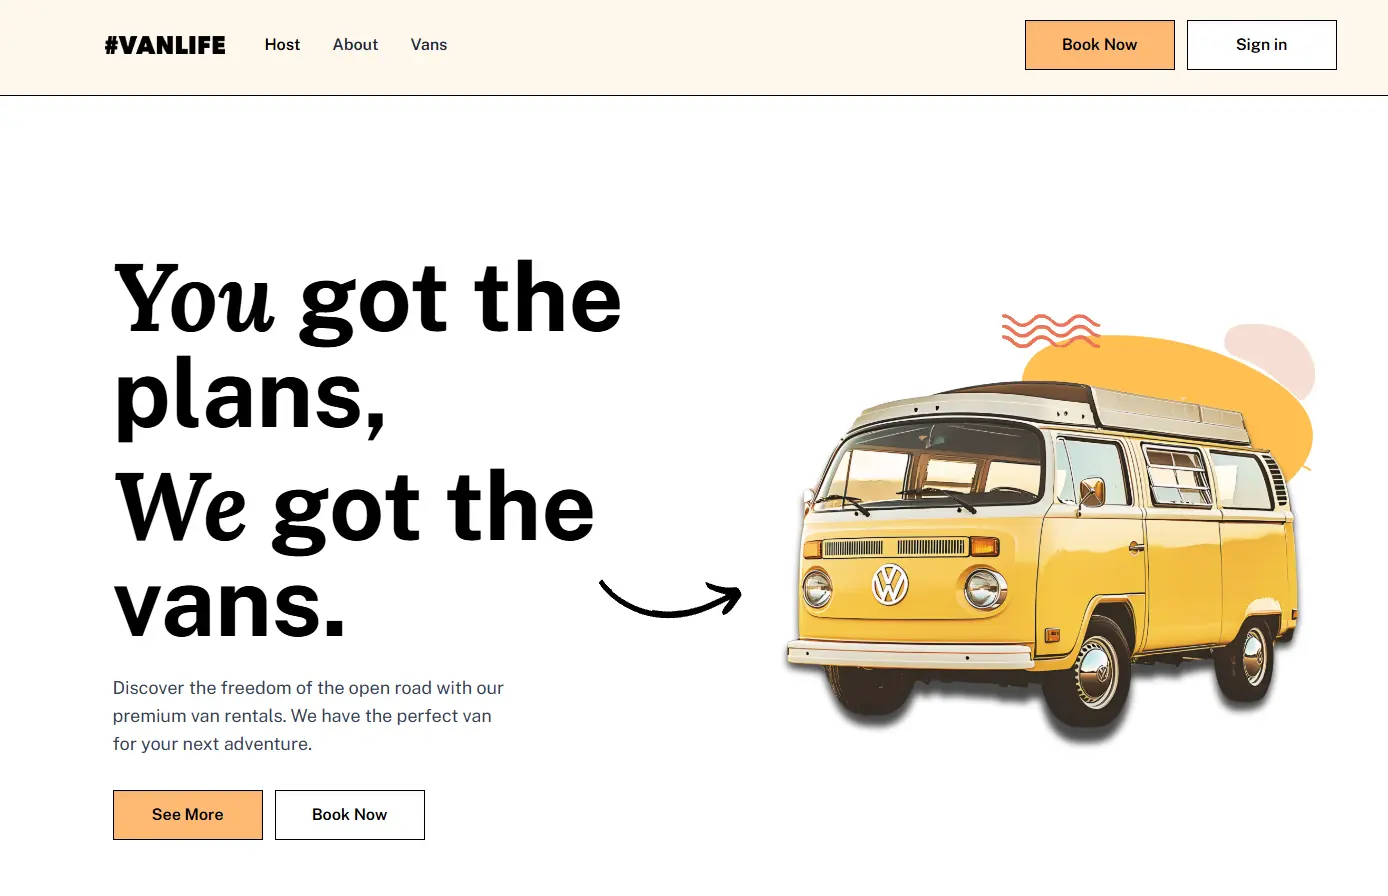 #VANLIFE Host About Vans Book Now Sign in
You got the
plans,
We got the
vans.
Discover the freedom of the open road with our
premium van rentals. We have the perfect van
for your next adventure.
See More Book Now